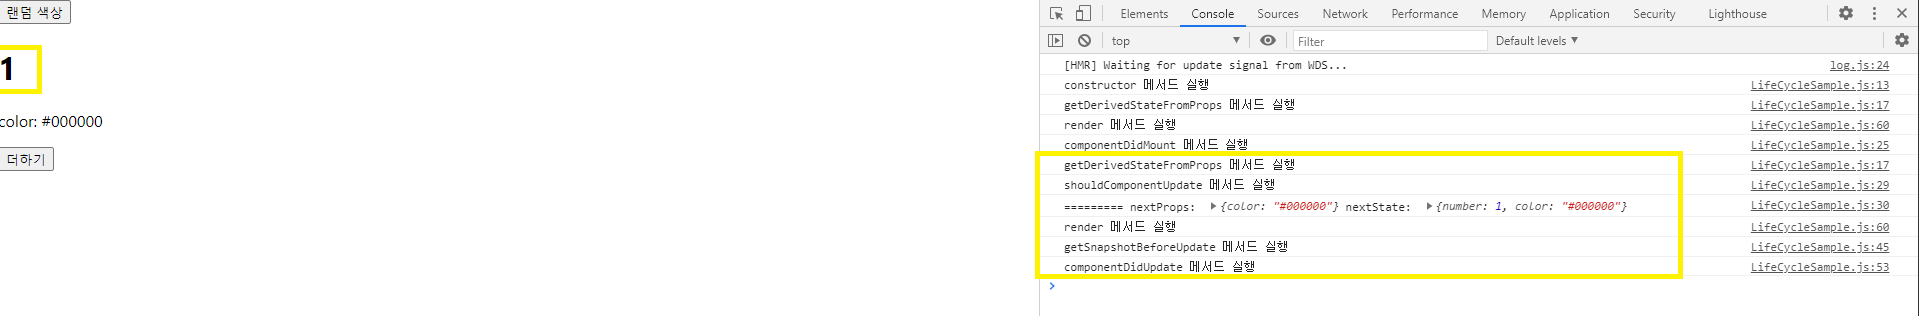 랜덤 색상
1
color: #000000
더하기
Elements Console Sources Network Performance Memory Application Security Lighthouse
top Filter Default levels
[HMR] Waiting for update signal from WDS... log.js:24
constructor 메서드 실행 LifeCycleSample.js:13
getDerivedStateFromProps 메서드 실행 LifeCycleSample.js:17
render 메서드 실행 LifeCycleSample.js:60
componentDidMount 메서드 실행 LifeCycleSample.js:25
getDerivedStateFromProps 메서드 실행 LifeCycleSample.js:17
shouldComponentUpdate 메서드 실행 LifeCycleSample.js:29
========= nextProps: {color: "#000000"} nextState: {number: 1, color: "#000000"} LifeCycleSample.js:30
render 메서드 실행 LifeCycleSample.js:60
getSnapshotBeforeUpdate 메서드 실행 LifeCycleSample.js:45
componentDidUpdate 메서드 실행 LifeCycleSample.js:53